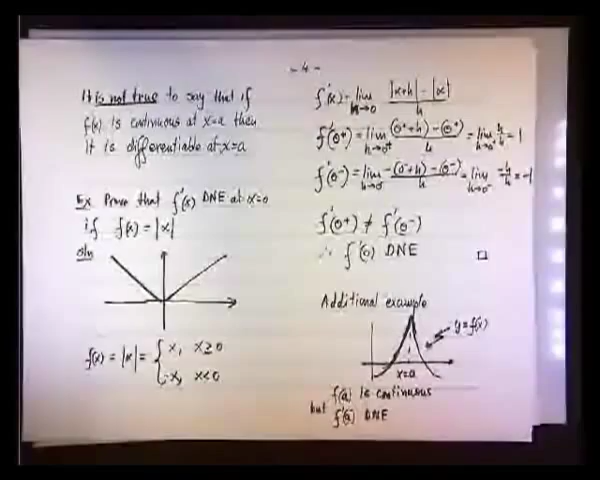 - 4 -
It is not true to say that if
f(x) is continuous at x=a then
it is differentiable at x=a
Ex. Prove that f'(x) DNE at x=0
if f(x) = |x|
Soln
f(x) = |x| = { x, x ≥ 0
-x, x < 0
f'(x) = lim h→0 |x+h| - |x| / h
f'(0⁺) = lim h→0⁺ (0⁺+h) - (0⁺) / h = lim h→0⁺ h/h = 1
f'(0⁻) = lim h→0⁻ -(0⁻+h) - (0⁻) / h = lim h→0⁻ -h/h = -1
f'(0⁺) ≠ f'(0⁻)
∴ f'(0) DNE □
Additional example
y = f(x)
x=a
f(a) is continuous
but f'(a) DNE